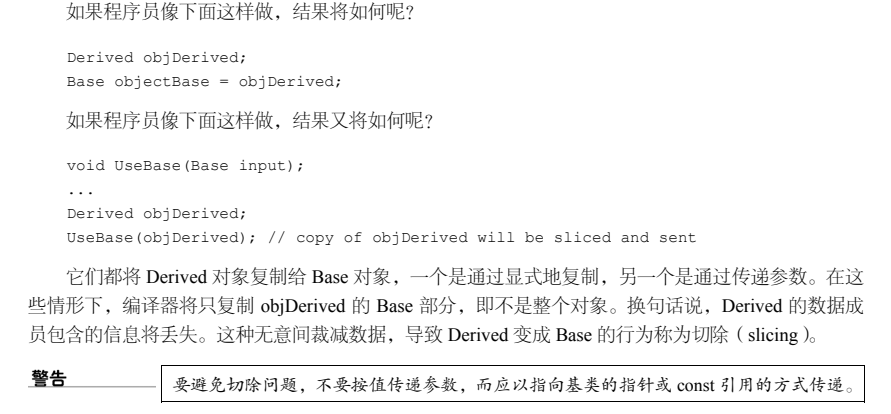 如果程序员像下面这样做，结果将如何呢？
Derived objDerived;
Base objectBase = objDerived;
如果程序员像下面这样做，结果又将如何呢？
void UseBase(Base input);
...
Derived objDerived;
UseBase(objDerived); // copy of objDerived will be sliced and sent
它们都将 Derived 对象复制给 Base 对象，一个是通过显式地复制，另一个是通过传递参数。在这
些情形下，编译器将只复制 objDerived 的 Base 部分，即不是整个对象。换句话说，Derived 的数据成
员包含的信息将丢失。这种无意间裁减数据，导致 Derived 变成 Base 的行为称为切除（slicing）。
警告
要避免切除问题，不要按值传递参数，而应以指向基类的指针或 const 引用的方式传递。